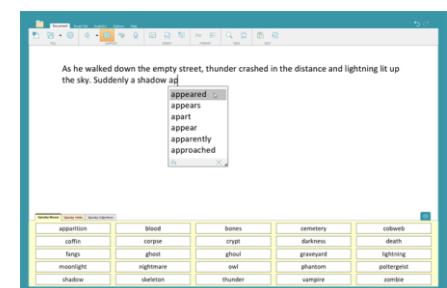 As he walked down the empty street, thunder crashed in the distance and lightning lit up
the sky. Suddenly a shadow ap
appeared
appears
apart
appear
apparently
approached
apparition blood bones cemetery cobweb
coffin corpse crypt darkness death
fangs ghost ghoul graveyard lightning
moonlight nightmare owl phantom poltergeist
shadow skeleton thunder vampire zombie